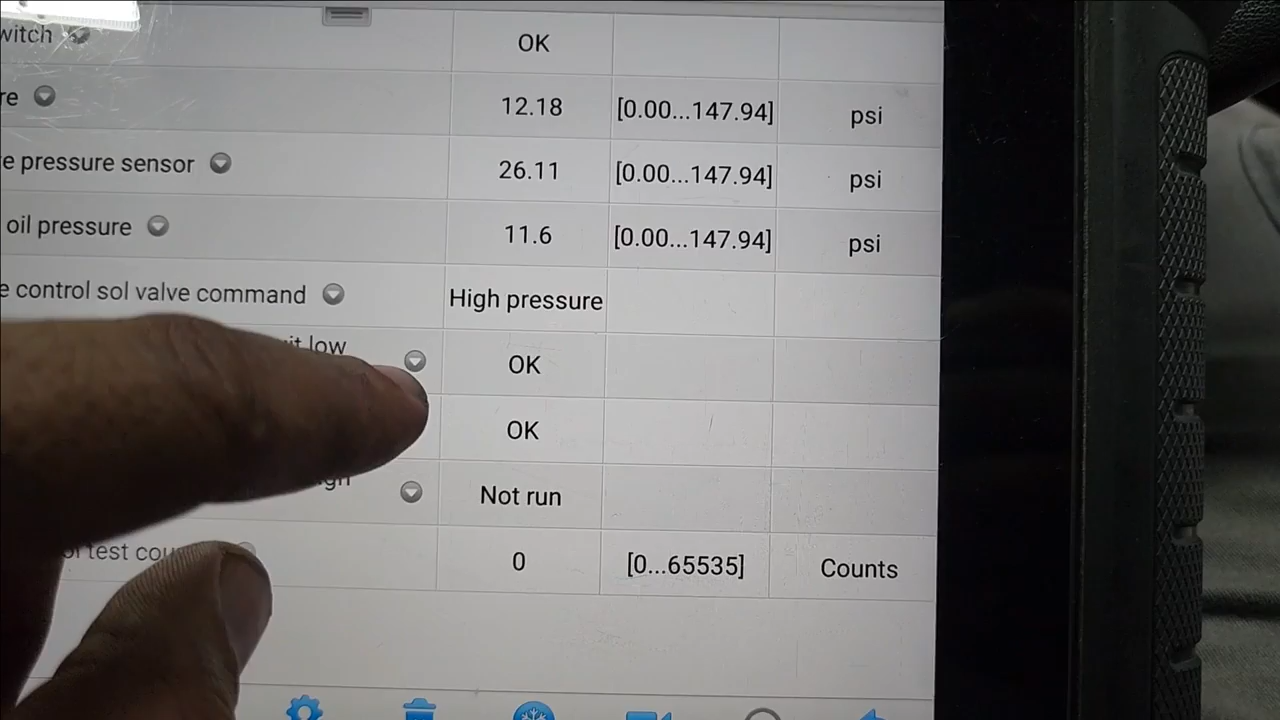 witch OK
re 12.18 [0.00...147.94] psi
e pressure sensor 26.11 [0.00...147.94] psi
oil pressure 11.6 [0.00...147.94] psi
e control sol valve command High pressure
it low OK
OK
Not run
test 0 [0...65535] Counts